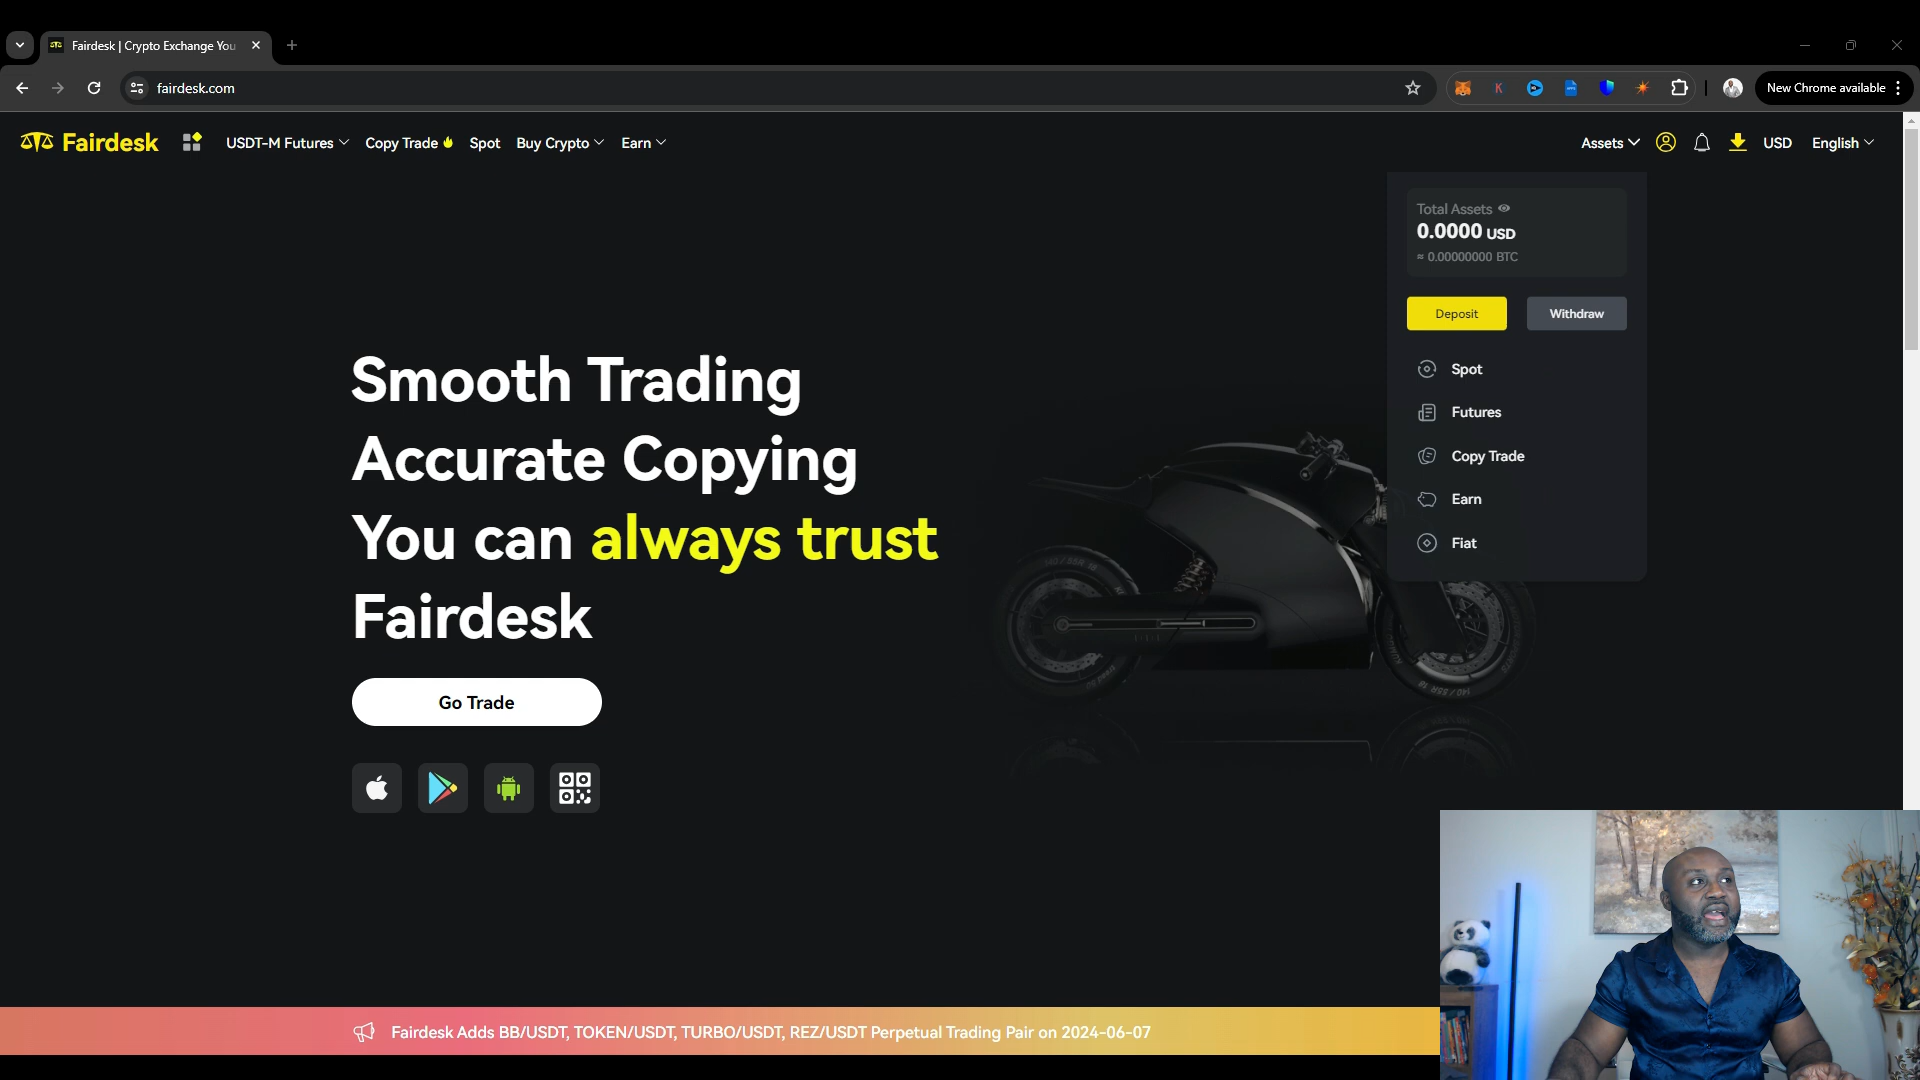 Fairdesk | Crypto Exchange You
fairdesk.com
New Chrome available
Fairdesk
USDT-M Futures
Copy Trade
Spot
Buy Crypto
Earn
Assets
USD
English
Total Assets
0.0000 USD
≈ 0.00000000 BTC
Deposit
Withdraw
Spot
Futures
Copy Trade
Earn
Fiat
Smooth Trading
Accurate Copying
You can always trust
Fairdesk
Go Trade
Fairdesk Adds BB/USDT, TOKEN/USDT, TURBO/USDT, REZ/USDT Perpetual Trading Pair on 2024-06-07